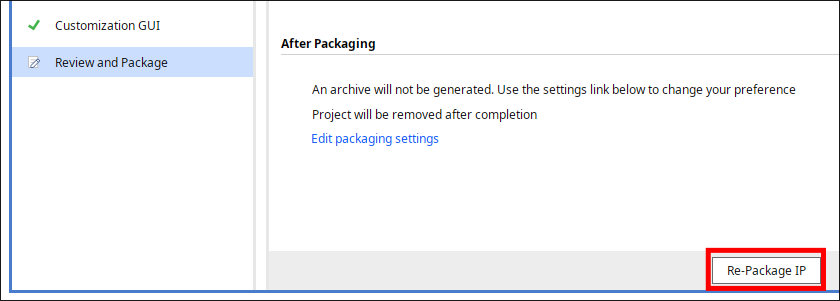 Customization GUI
Review and Package
After Packaging
An archive will not be generated. Use the settings link below to change your preference
Project will be removed after completion
Edit packaging settings
Re-Package IP